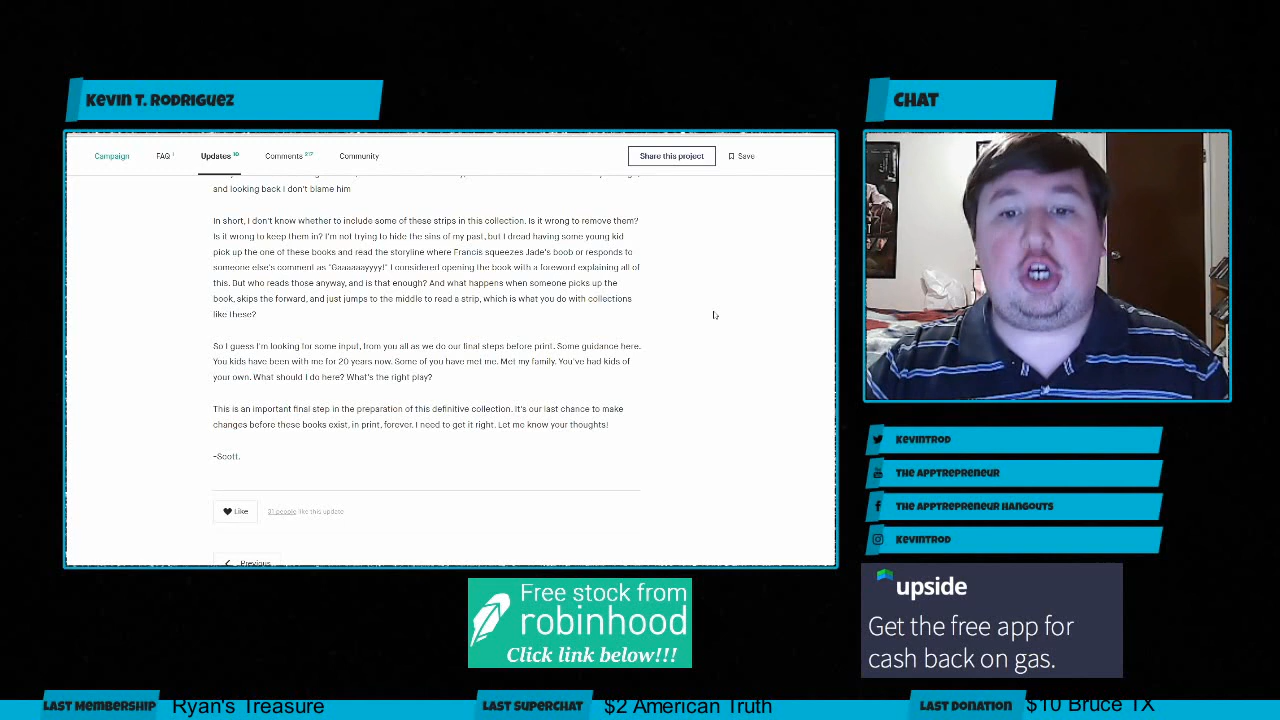 Kevin T. Rodriguez
CHAT
Campaign FAQ 1 Updates 19 Comments 217 Community Share this project Save
and looking back I don't blame him
In short, I don't know whether to include some of these strips in this collection. Is it wrong to remove them?
Is it wrong to keep them in? I'm not trying to hide the sins of my past, but I dread having some young kid
pick up the one of these books and read the storyline where Francis squeezes Jade's boob or responds to
someone else's comment as "Gaaaaayyyy!" I considered opening the book with a foreword explaining all of
this. But who reads those anyway, and is that enough? And what happens when someone picks up the
book, skips the forward, and just jumps to the middle to read a strip, which is what you do with collections
like these?
So I guess I'm looking for some input, from you all as we do our final steps before print. Some guidance here.
You kids have been with me for 20 years now. Some of you have met me. Met my family. You've had kids of
your own. What should I do here? What's the right play?
This is an important final step in the preparation of this definitive collection. It's our last chance to make
changes before these books exist, in print, forever. I need to get it right. Let me know your thoughts!
-Scott.
Like 31 people like this update
Previous
KEVINTROD
THE APPTREPRENEUR
THE APPTREPRENEUR HANGOUTS
KEVINTROD
Free stock from
robinhood
Click link below!!!
upside
Get the free app for
cash back on gas.
LAST MEMBERSHIP Ryan's Treasure LAST SUPERCHAT $2 American Truth LAST DONATION $10 Bruce TX